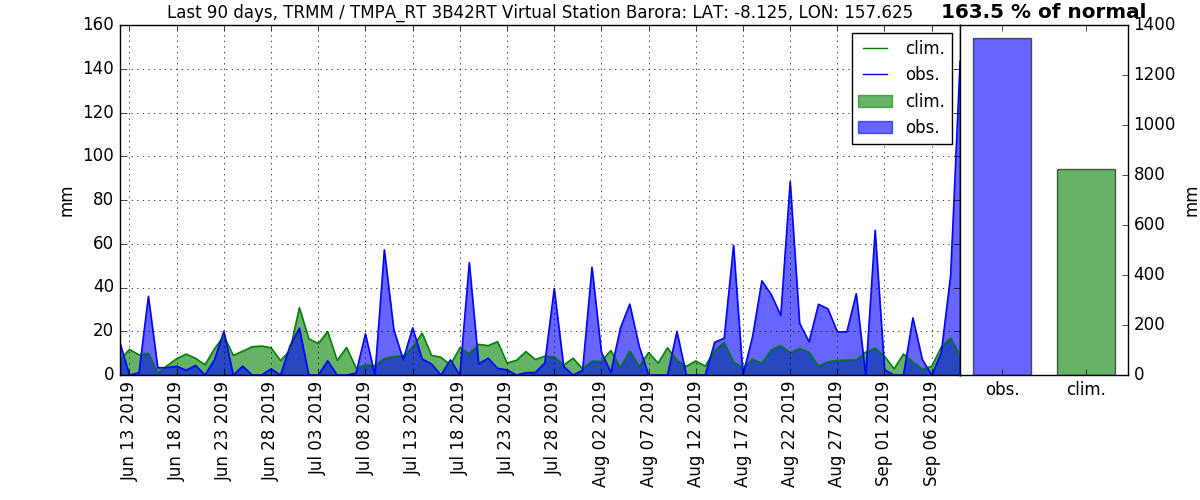 Last 90 days, TRMM / TMPA_RT 3B42RT Virtual Station Barora: LAT: -8.125, LON: 157.625
163.5 % of normal
160
140
120
100
80
60
40
20
0
mm
clim.
obs.
clim.
obs.
1400
1200
1000
800
600
400
200
0
mm
Jun 13 2019
Jun 18 2019
Jun 23 2019
Jun 28 2019
Jul 03 2019
Jul 08 2019
Jul 13 2019
Jul 18 2019
Jul 23 2019
Jul 28 2019
Aug 02 2019
Aug 07 2019
Aug 12 2019
Aug 17 2019
Aug 22 2019
Aug 27 2019
Sep 01 2019
Sep 06 2019
obs.
clim.